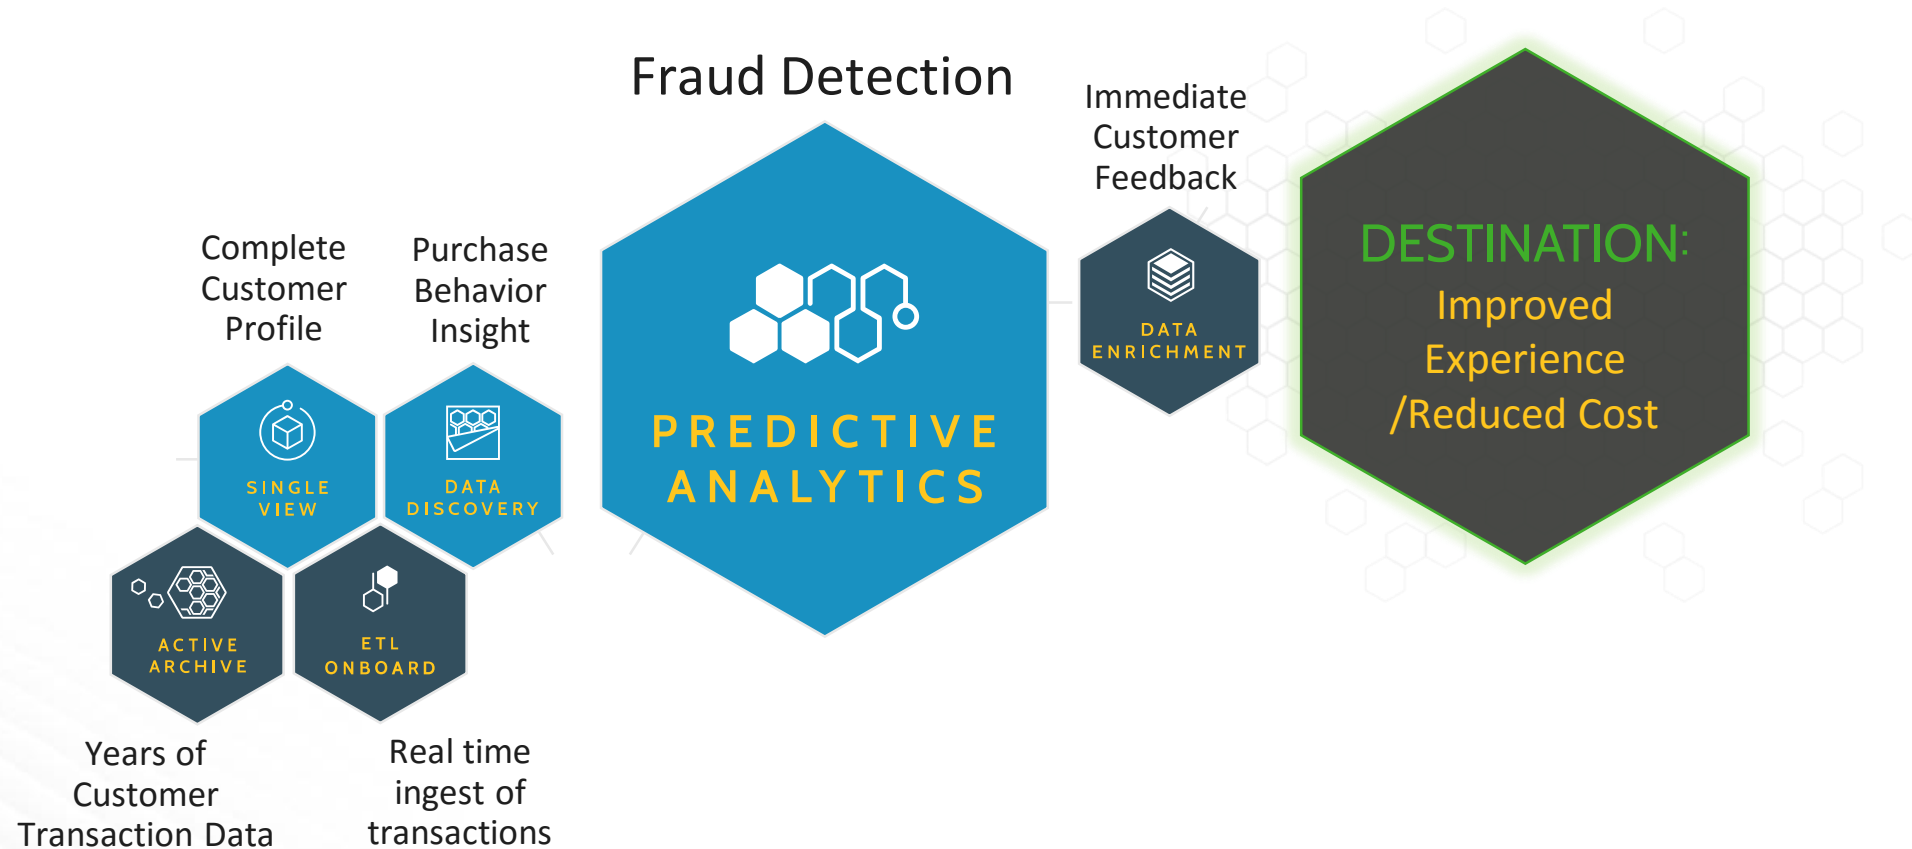 Fraud Detection
Immediate
Customer
Feedback
Complete
Customer
Profile
Purchase
Behavior
Insight
SINGLE
VIEW
DATA
DISCOVERY
ACTIVE
ARCHIVE
ETL
ONBOARD
Years of
Customer
Transaction Data
Real time
ingest of
transactions
PREDICTIVE
ANALYTICS
DATA
ENRICHMENT
DESTINATION:
Improved
Experience
/Reduced Cost